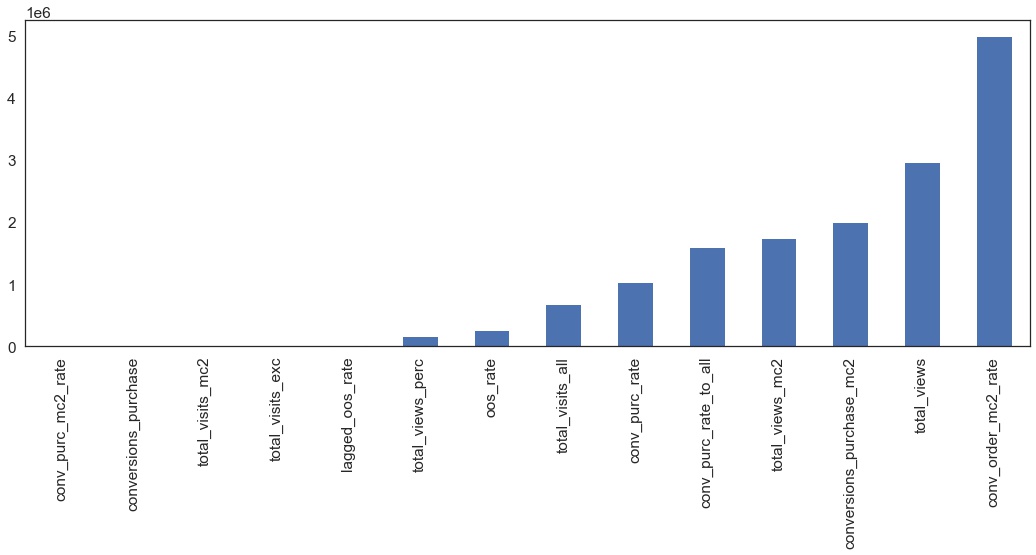 1e6
5
4
3
2
1
0
conv_purc_mc2_rate
conversions_purchase
total_visits_mc2
total_visits_exc
lagged_oos_rate
total_views_perc
oos_rate
total_visits_all
conv_purc_rate
conv_purc_rate_to_all
total_views_mc2
conversions_purchase_mc2
total_views
conv_order_mc2_rate